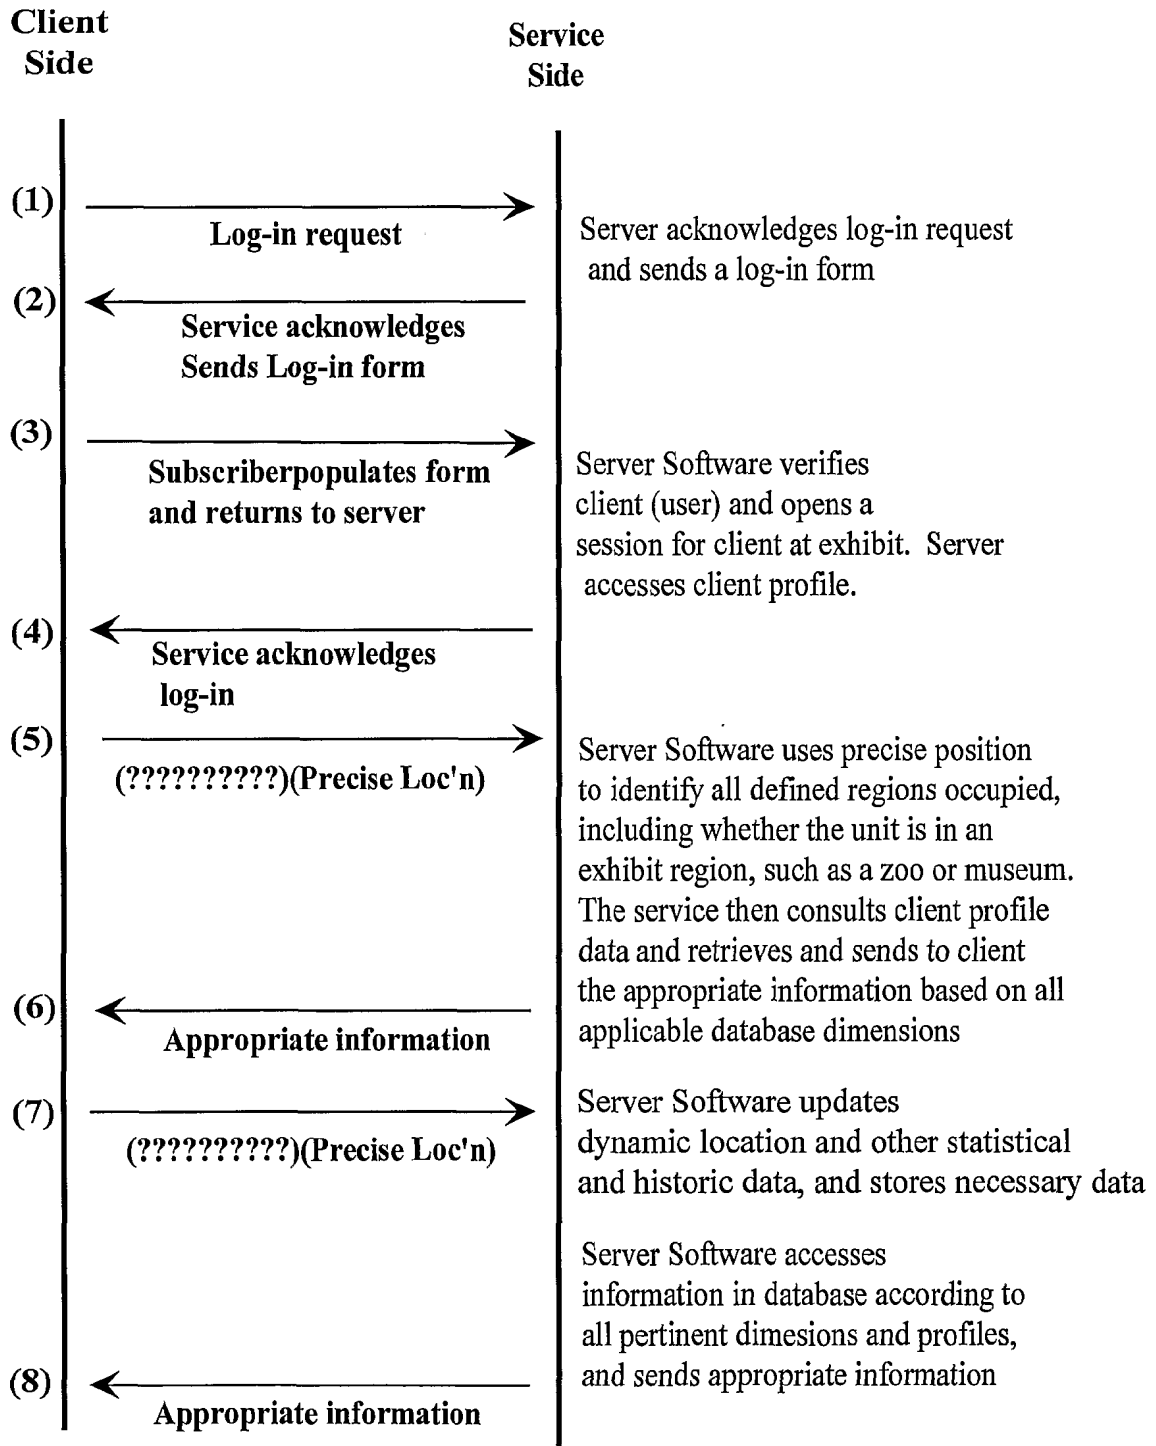 Client
Side
Service
Side
(1)
Log-in request
Server acknowledges log-in request
and sends a log-in form
(2)
Service acknowledges
Sends Log-in form
(3)
Subscriberpopulates form
and returns to server
Server Software verifies
client (user) and opens a
session for client at exhibit. Server
accesses client profile.
(4)
Service acknowledges
log-in
(5)
(??????????)(Precise Loc'n)
Server Software uses precise position
to identify all defined regions occupied,
including whether the unit is in an
exhibit region, such as a zoo or museum.
The service then consults client profile
data and retrieves and sends to client
the appropriate information based on all
applicable database dimensions
(6)
Appropriate information
(7)
(??????????)(Precise Loc'n)
Server Software updates
dynamic location and other statistical
and historic data, and stores necessary data
Server Software accesses
information in database according to
all pertinent dimesions and profiles,
and sends appropriate information
(8)
Appropriate information